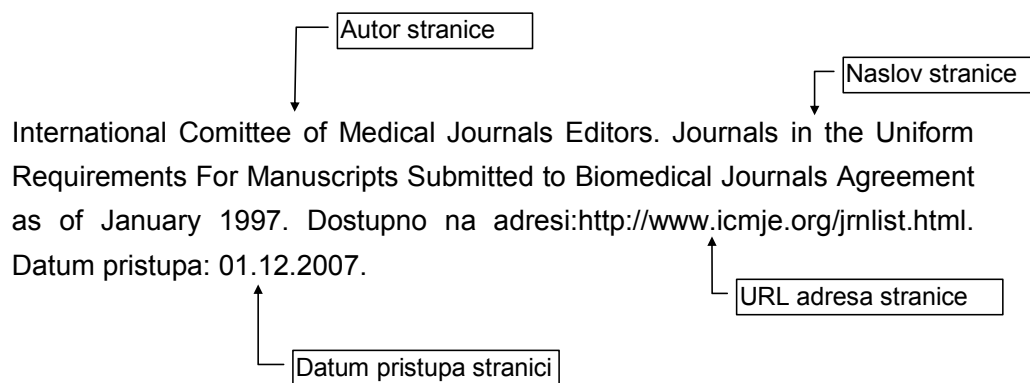 Autor stranice
Naslov stranice
International Comittee of Medical Journals Editors. Journals in the Uniform
Requirements For Manuscripts Submitted to Biomedical Journals Agreement
as of January 1997. Dostupno na adresi:http://www.icmje.org/jrnlist.html.
Datum pristupa: 01.12.2007.
URL adresa stranice
Datum pristupa stranici